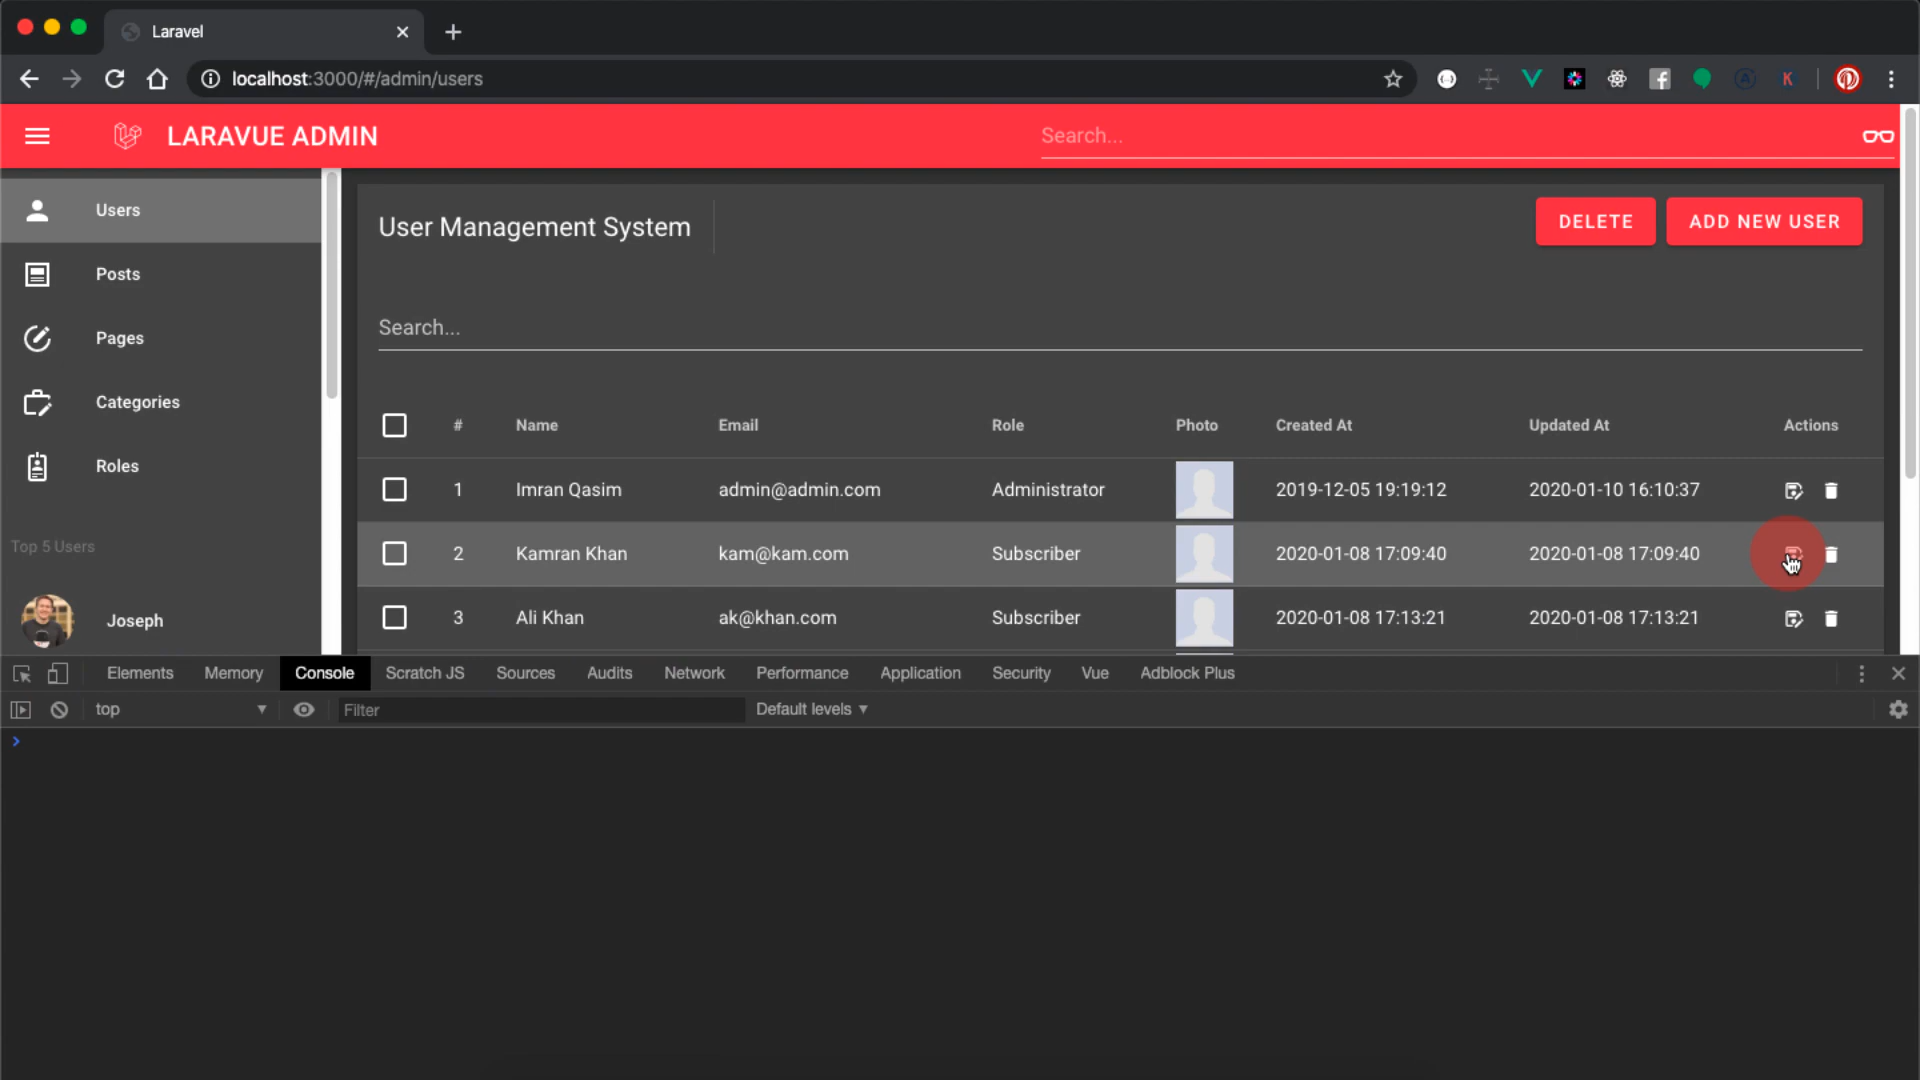 Laravel
localhost:3000/#/admin/users
K
LARAVUE ADMIN
Search...
Users
Posts
Pages
Categories
Roles
Top 5 Users
Joseph
User Management System
DELETE
ADD NEW USER
Search...
# Name Email Role Photo Created At Updated At Actions
1 Imran Qasim admin@admin.com Administrator 2019-12-05 19:19:12 2020-01-10 16:10:37
2 Kamran Khan kam@kam.com Subscriber 2020-01-08 17:09:40 2020-01-08 17:09:40
3 Ali Khan ak@khan.com Subscriber 2020-01-08 17:13:21 2020-01-08 17:13:21
Elements Memory Console Scratch JS Sources Audits Network Performance Application Security Vue Adblock Plus
top Filter Default levels